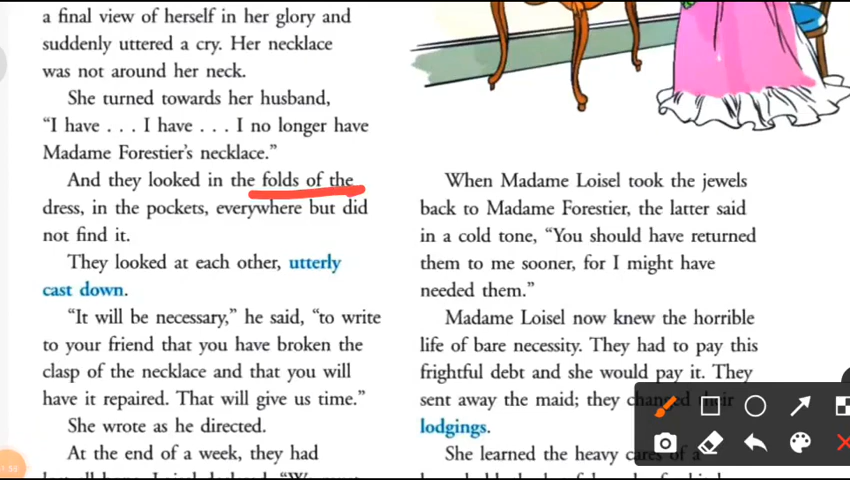 a final view of herself in her glory and
suddenly uttered a cry. Her necklace
was not around her neck.
She turned towards her husband,
“I have . . . I have . . . I no longer have
Madame Forestier’s necklace.”
And they looked in the folds of the
dress, in the pockets, everywhere but did
not find it.
They looked at each other, utterly
cast down.
“It will be necessary,” he said, “to write
to your friend that you have broken the
clasp of the necklace and that you will
have it repaired. That will give us time.”
She wrote as he directed.
At the end of a week, they had
When Madame Loisel took the jewels
back to Madame Forestier, the latter said
in a cold tone, “You should have returned
them to me sooner, for I might have
needed them.”
Madame Loisel now knew the horrible
life of bare necessity. They had to pay this
frightful debt and she would pay it. They
sent away the maid; they changed their
lodgings.
She learned the heavy cares of a